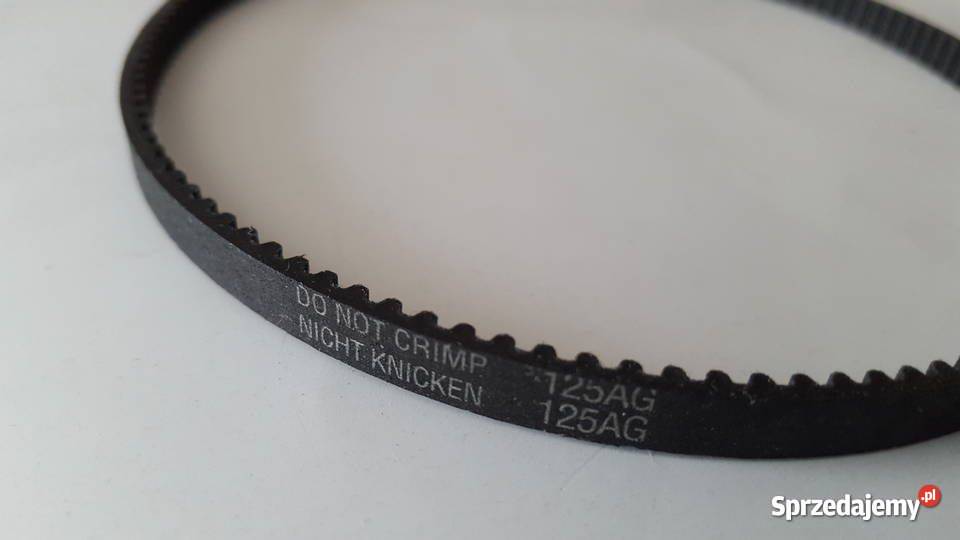 DO NOT CRIMP
NICHT KNICKEN
*125AG
125AG
Sprzedajemy.pl